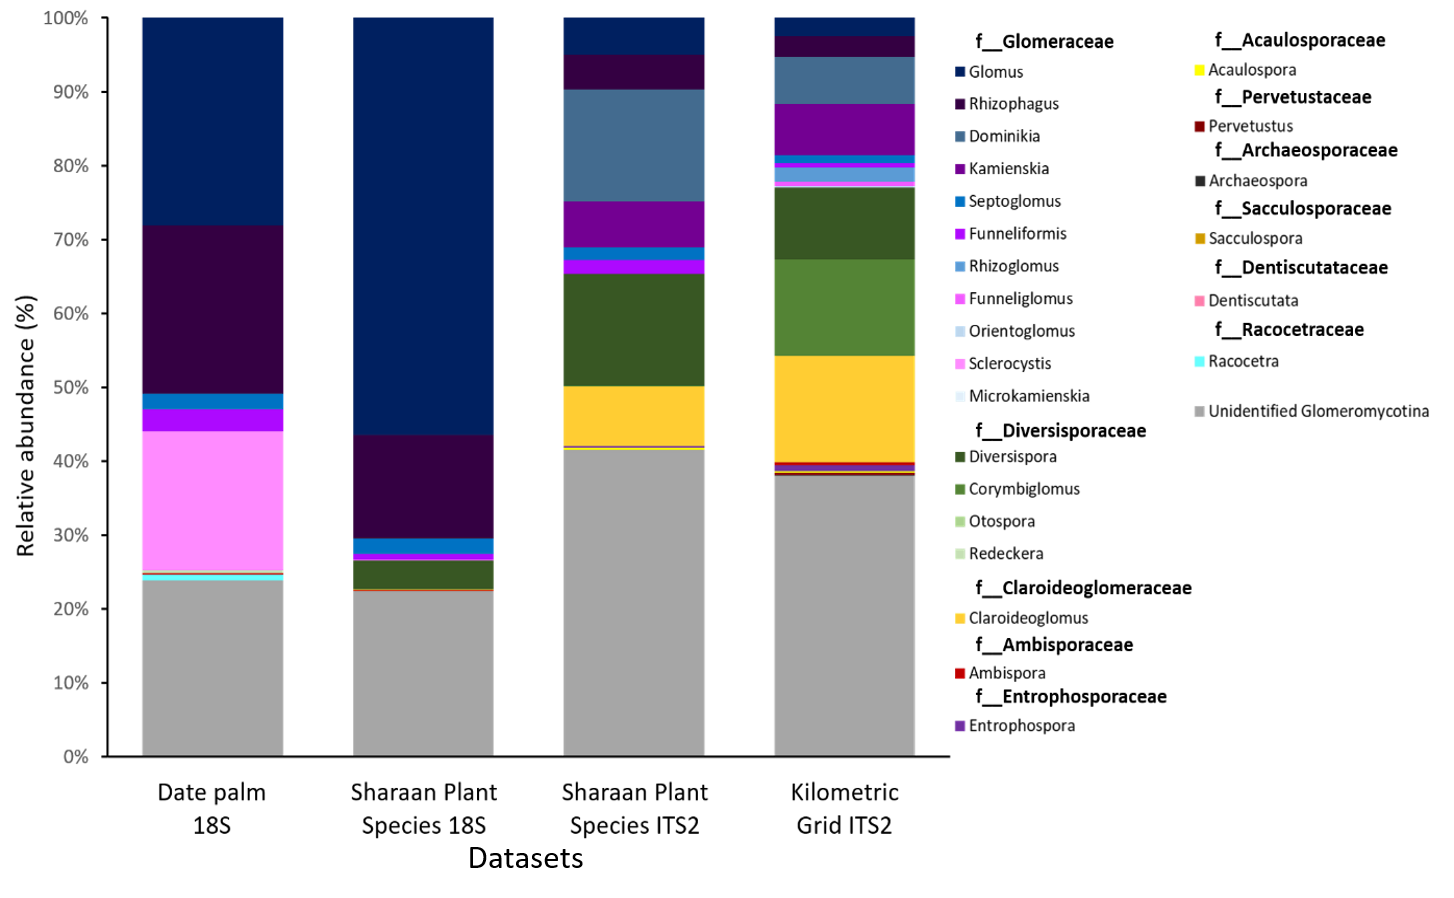 100%
90%
80%
70%
60%
50%
40%
30%
20%
10%
0%
Relative abundance (%)
Date palm
18S
Sharaan Plant
Species 18S
Sharaan Plant
Species ITS2
Kilometric
Grid ITS2
Datasets
f__Glomeraceae
Glomus
Rhizophagus
Dominikia
Kamienskia
Septoglomus
Funneliformis
Rhizoglomus
Funneliglomus
Orientoglomus
Sclerocystis
Microkamienskia
f__Diversisporaceae
Diversispora
Corymbiglomus
Otospora
Redeckera
f__Claroideoglomeraceae
Claroideoglomus
f__Ambisporaceae
Ambispora
f__Entrophosporaceae
Entrophospora
f__Acaulosporaceae
Acaulospora
f__Pervetustaceae
Pervetustus
f__Archaeosporaceae
Archaeospora
f__Sacculosporaceae
Sacculospora
f__Dentiscutataceae
Dentiscutata
f__Racocetraceae
Racocetra
Unidentified Glomeromycotina